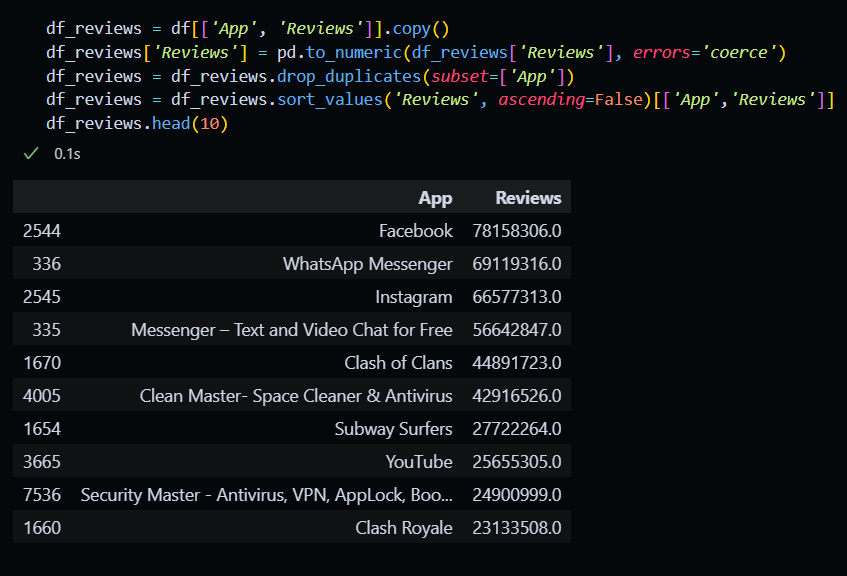 df_reviews = df[['App', 'Reviews']].copy()
df_reviews['Reviews'] = pd.to_numeric(df_reviews['Reviews'], errors='coerce')
df_reviews = df_reviews.drop_duplicates(subset=['App'])
df_reviews = df_reviews.sort_values('Reviews', ascending=False)[['App','Reviews']]
df_reviews.head(10)
✓ 0.1s
App Reviews
2544 Facebook 78158306.0
336 WhatsApp Messenger 69119316.0
2545 Instagram 66577313.0
335 Messenger – Text and Video Chat for Free 56642847.0
1670 Clash of Clans 44891723.0
4005 Clean Master- Space Cleaner & Antivirus 42916526.0
1654 Subway Surfers 27722264.0
3665 YouTube 25655305.0
7536 Security Master - Antivirus, VPN, AppLock, Boo... 24900999.0
1660 Clash Royale 23133508.0